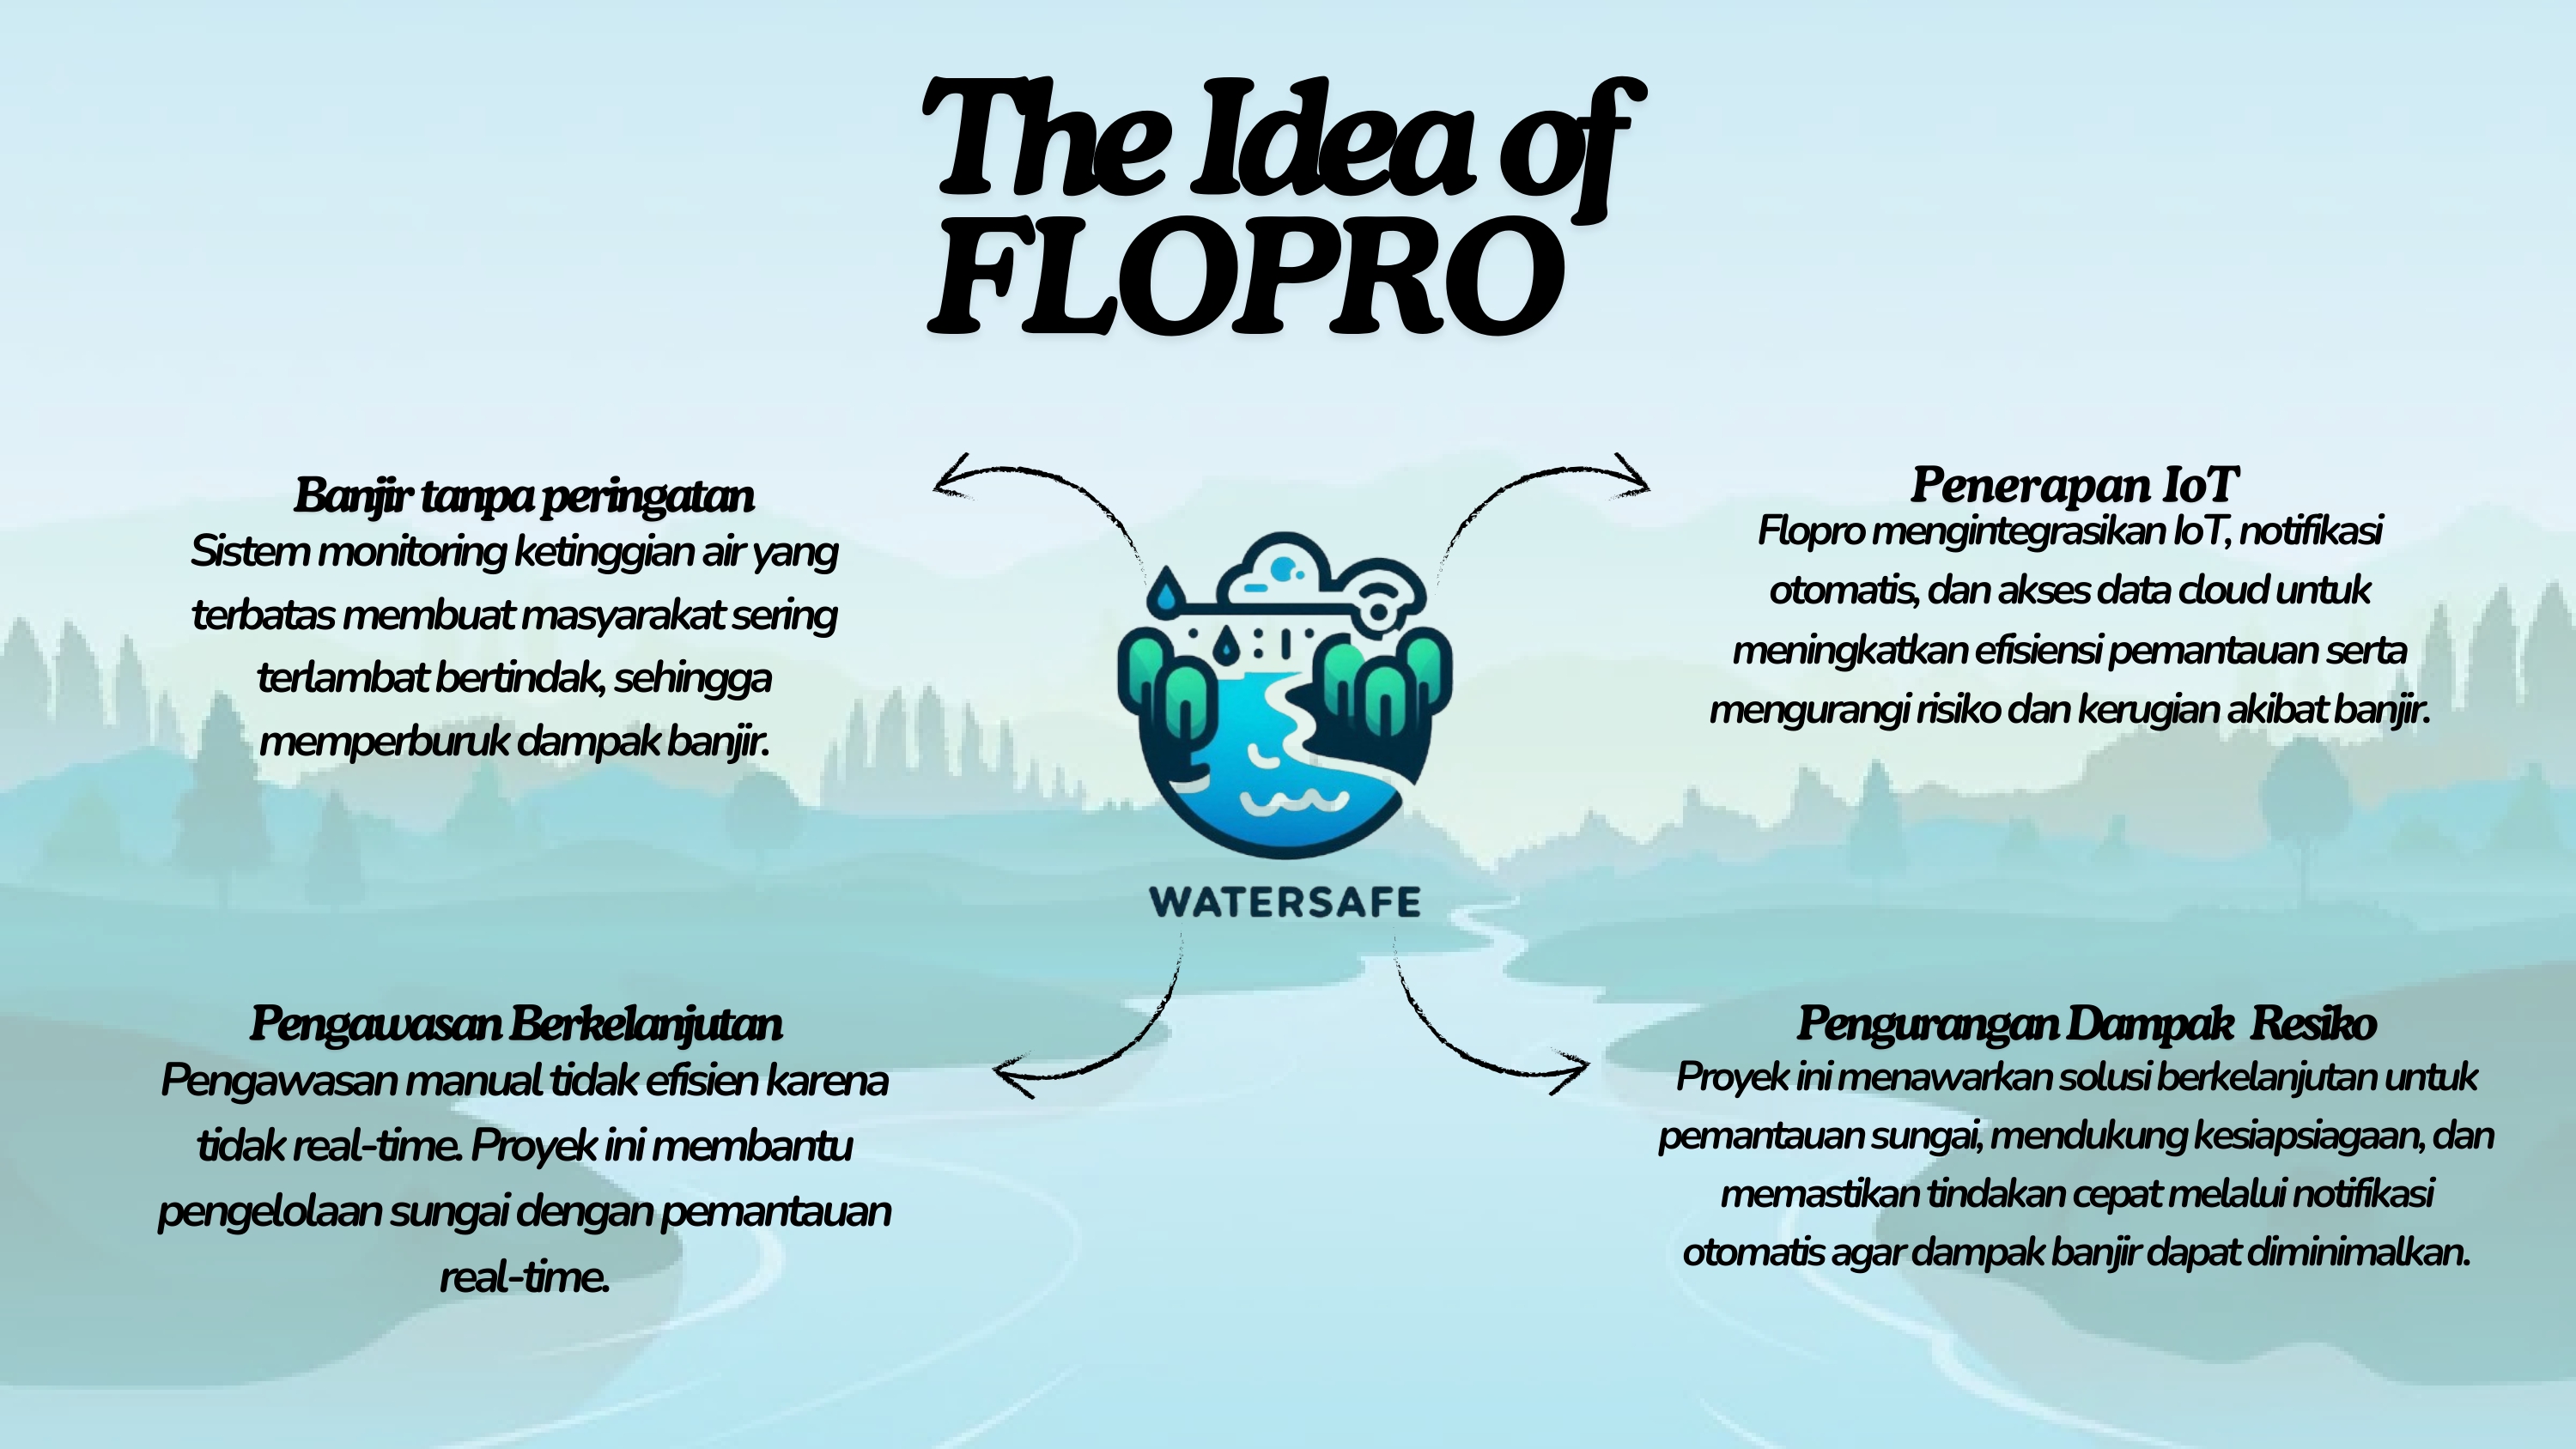 The Idea of
FLOPRO
Banjir tanpa peringatan
Sistem monitoring ketinggian air yang
terbatas membuat masyarakat sering
terlambat bertindak, sehingga
memperburuk dampak banjir.
Penerapan IoT
Flopro mengintegrasikan IoT, notifikasi
otomatis, dan akses data cloud untuk
meningkatkan efisiensi pemantauan serta
mengurangi risiko dan kerugian akibat banjir.
WATERSAFE
Pengawasan Berkelanjutan
Pengawasan manual tidak efisien karena
tidak real-time. Proyek ini membantu
pengelolaan sungai dengan pemantauan
real-time.
Pengurangan Dampak Resiko
Proyek ini menawarkan solusi berkelanjutan untuk
pemantauan sungai, mendukung kesiapsiagaan, dan
memastikan tindakan cepat melalui notifikasi
otomatis agar dampak banjir dapat diminimalkan.